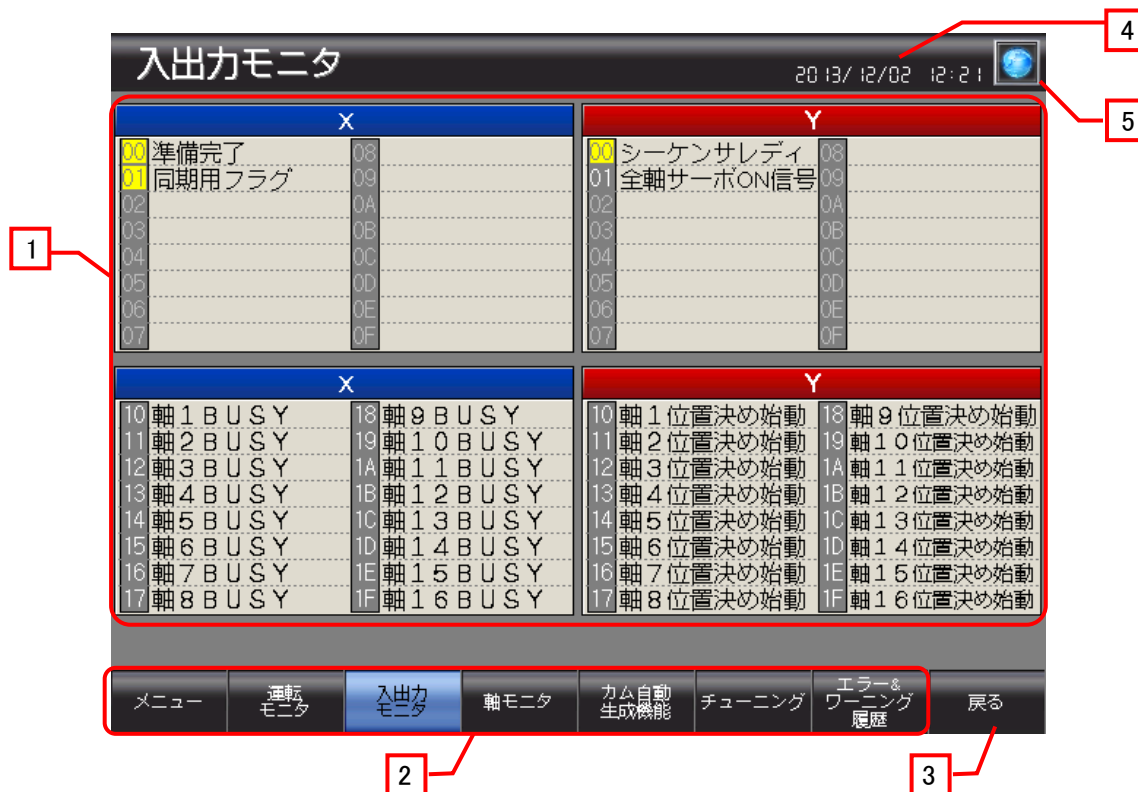 4
入出力モニタ
2013/12/02 12:21
5
X
00 準備完了 08
01 同期用フラグ 09
02 0A
03 0B
04 0C
05 0D
06 0E
07 0F
Y
00 シーケンサレディ 08
01 全軸サーボON信号 09
02 0A
03 0B
04 0C
05 0D
06 0E
07 0F
1
X
10 軸1BUSY 18 軸9BUSY
11 軸2BUSY 19 軸10BUSY
12 軸3BUSY 1A 軸11BUSY
13 軸4BUSY 1B 軸12BUSY
14 軸5BUSY 1C 軸13BUSY
15 軸6BUSY 1D 軸14BUSY
16 軸7BUSY 1E 軸15BUSY
17 軸8BUSY 1F 軸16BUSY
Y
10 軸1位置決め始動 18 軸9位置決め始動
11 軸2位置決め始動 19 軸10位置決め始動
12 軸3位置決め始動 1A 軸11位置決め始動
13 軸4位置決め始動 1B 軸12位置決め始動
14 軸5位置決め始動 1C 軸13位置決め始動
15 軸6位置決め始動 1D 軸14位置決め始動
16 軸7位置決め始動 1E 軸15位置決め始動
17 軸8位置決め始動 1F 軸16位置決め始動
メニュー
運転
モニタ
入出力
モニタ
軸モニタ
カム自動
生成機能
チューニング
エラー&
ワーニング
履歴
戻る
2
3